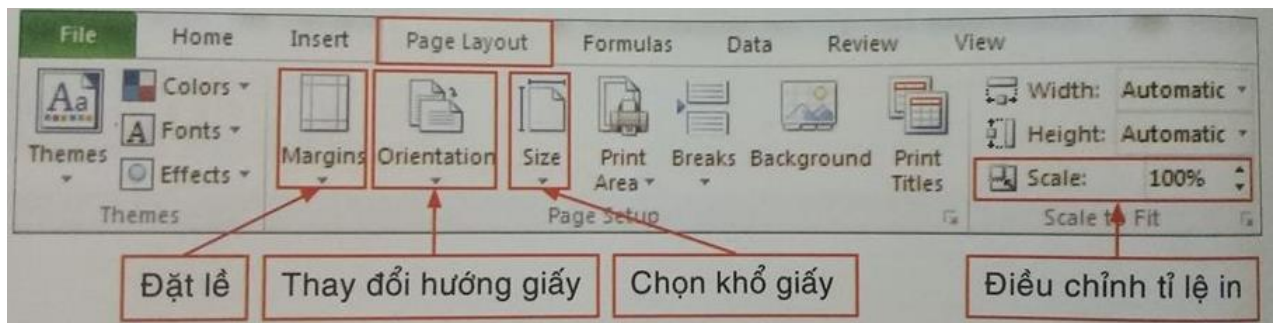 File Home Insert Page Layout Formulas Data Review View
Aa Colors Width: Automatic
A Fonts Height: Automatic
Themes Effects Margins Orientation Size Print Area Breaks Background Print Titles Scale: 100%
Themes Page Setup Scale to Fit
Đặt lề Thay đổi hướng giấy Chọn khổ giấy Điều chỉnh tỉ lệ in